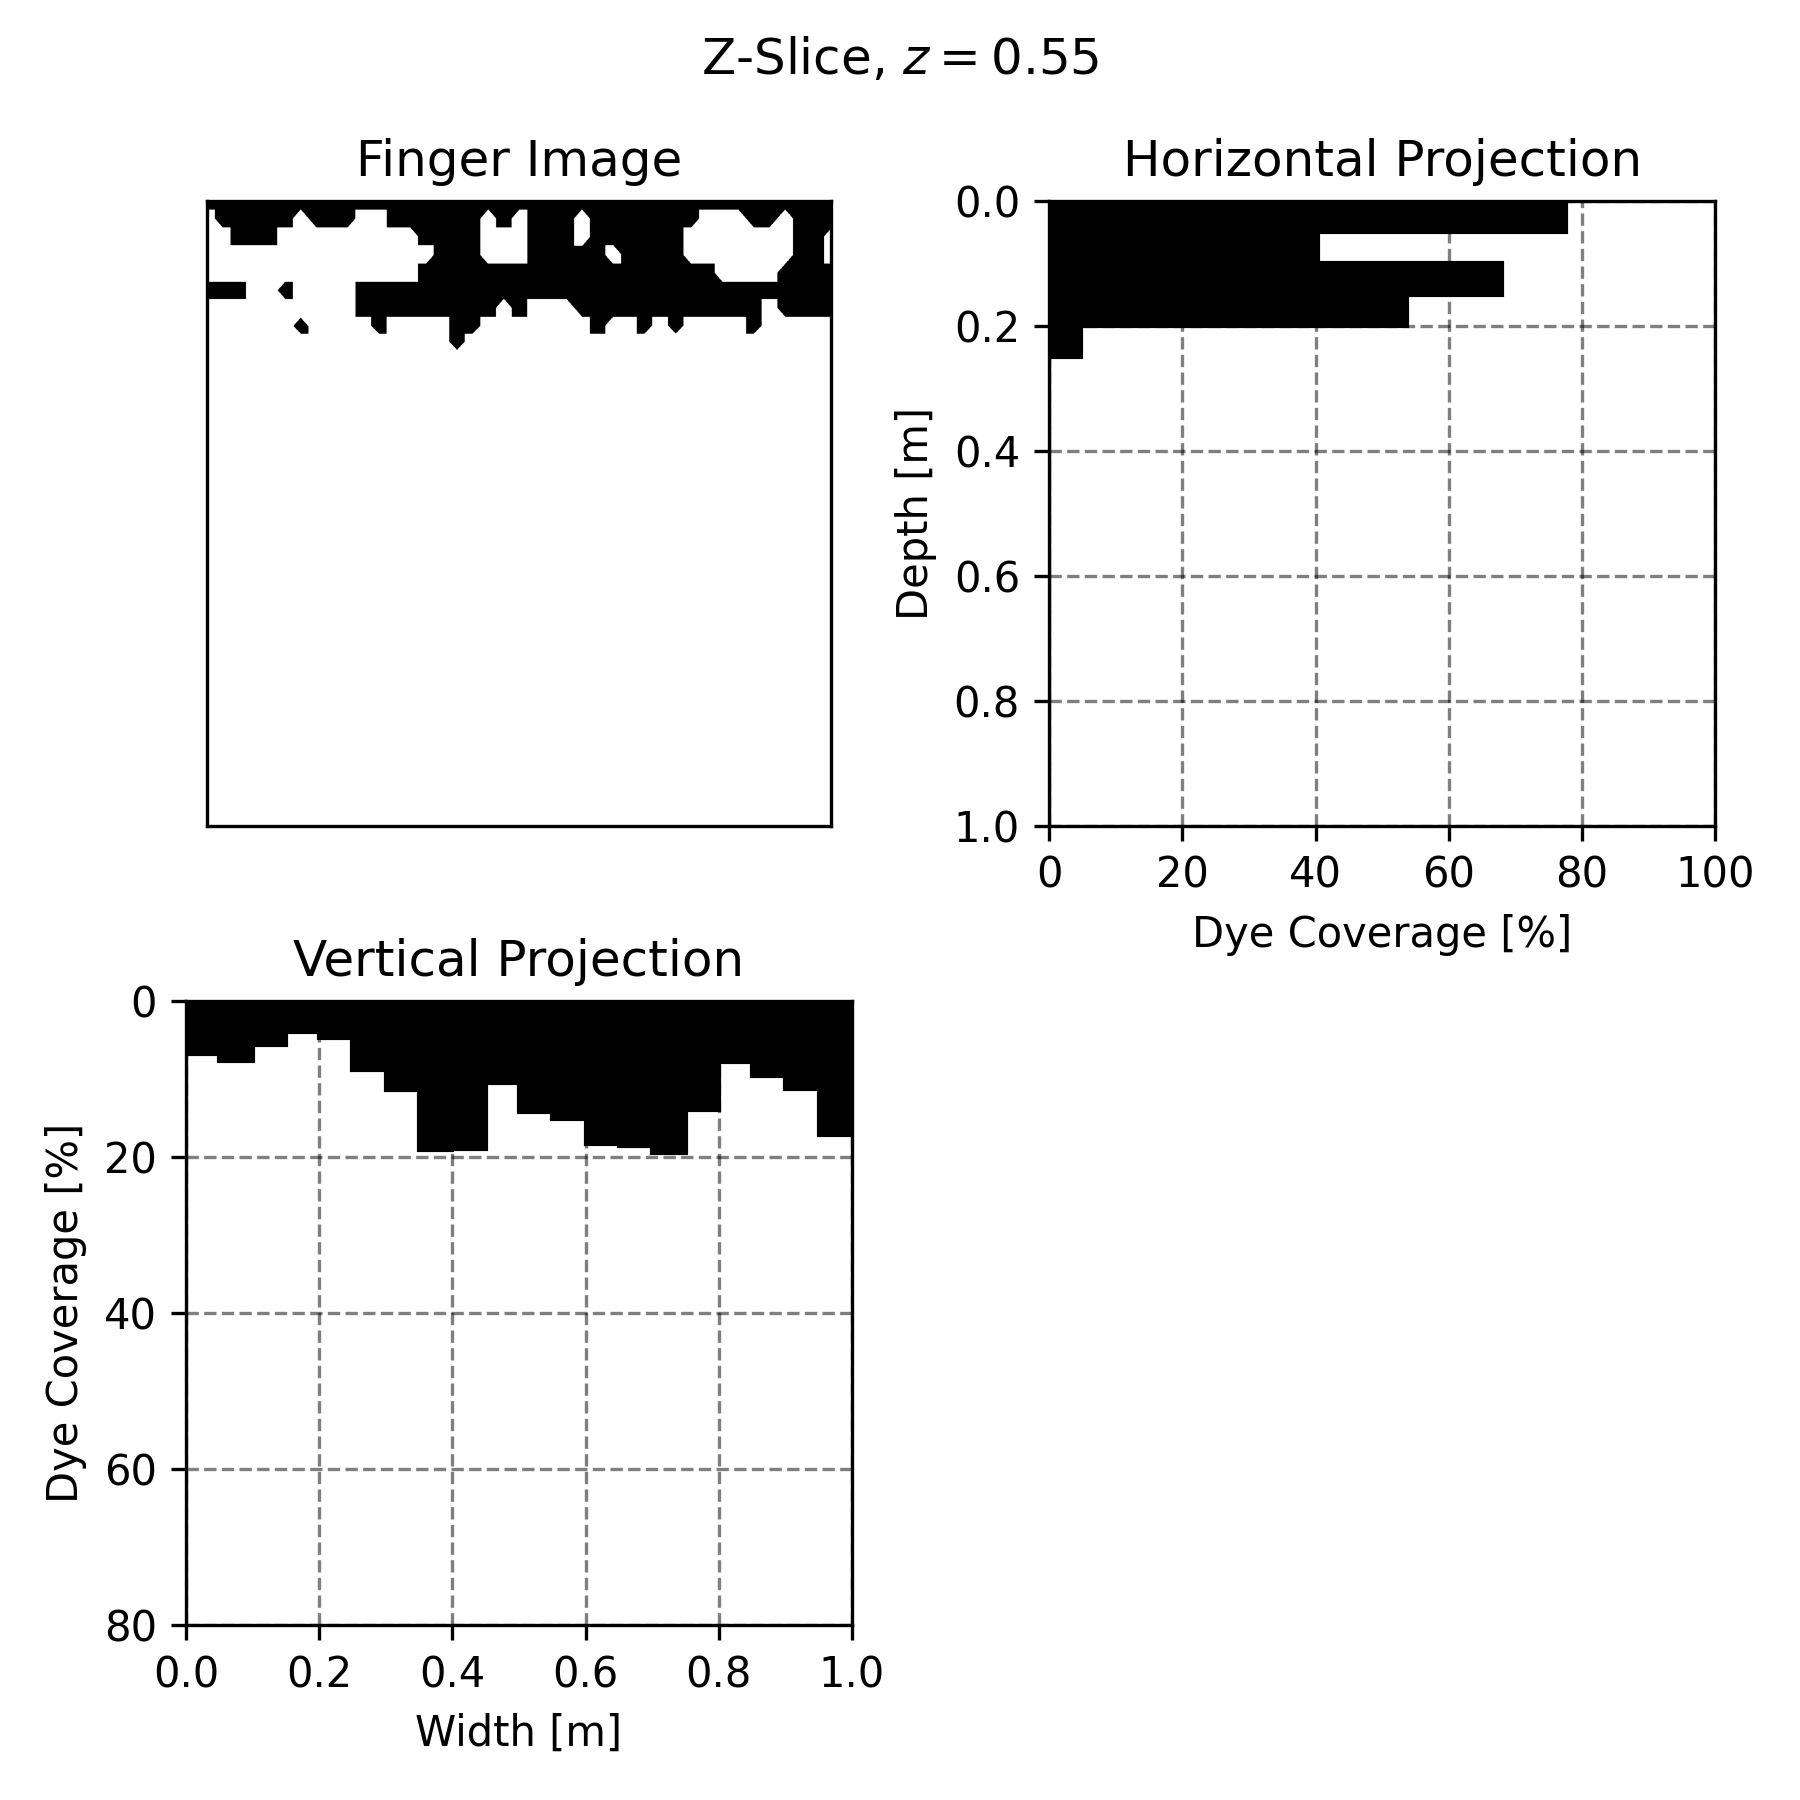 Z-Slice, z = 0.55
Finger Image
Horizontal Projection
0.0
0.2
0.4
0.6
0.8
1.0
Depth [m]
0 20 40 60 80 100
Dye Coverage [%]
Vertical Projection
0
20
40
60
80
Dye Coverage [%]
0.0 0.2 0.4 0.6 0.8 1.0
Width [m]